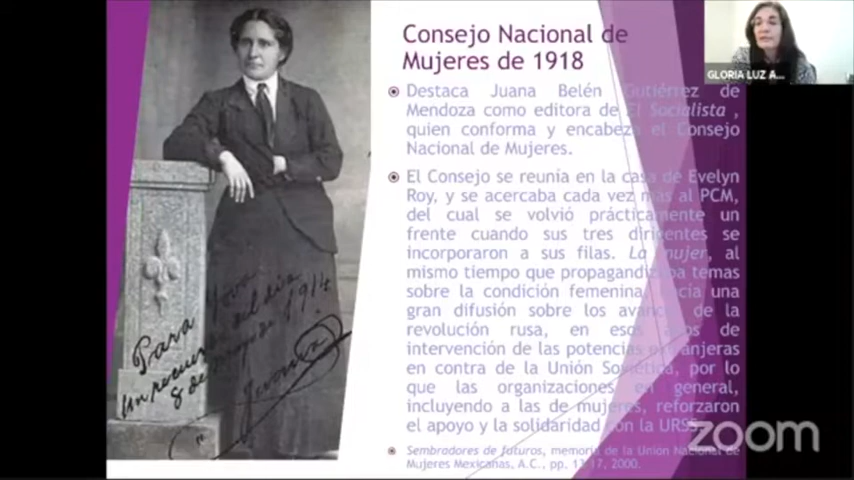 Consejo Nacional de
Mujeres de 1918
Destaca Juana Belén Gutiérrez de
Mendoza como editora de El Socialista ,
quien conforma y encabeza el Consejo
Nacional de Mujeres.
El Consejo se reunía en la casa de Evelyn
Roy, y se acercaba cada vez más al PCM,
del cual se volvió prácticamente un
frente cuando sus tres dirigentes se
incorporaron a sus filas. La mujer, al
mismo tiempo que propagandizaba temas
sobre la condición femenina, hacía una
gran difusión sobre los avances de la
revolución rusa, en esos años de
intervención de las potencias extranjeras
en contra de la Unión Soviética, por lo
que las organizaciones en general,
incluyendo a las de mujeres, reforzaron
el apoyo y la solidaridad con la URSS.
Sembradores de futuros, memoria de la Unión Nacional de
Mujeres Mexicanas, A.C., pp. 2000.
GLORIA LUZ A...
Para
Un recuerdo del día
8 de de 1914
Juana
zoom